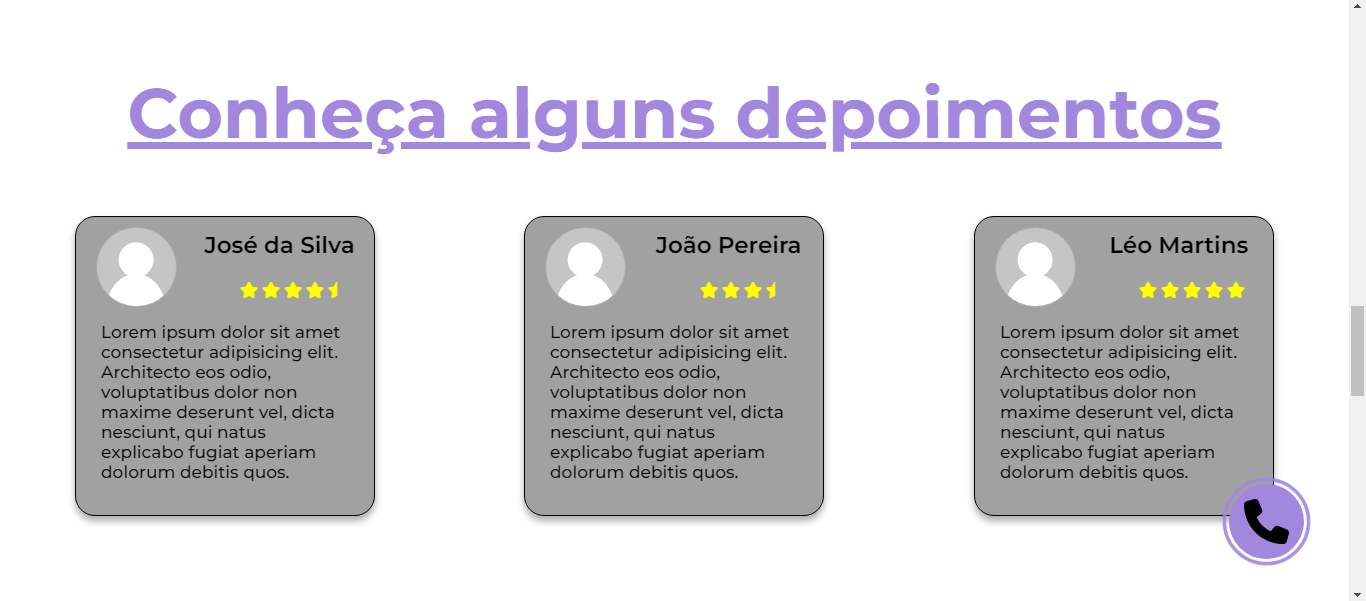 Conheça alguns depoimentos
José da Silva
Lorem ipsum dolor sit amet
consectetur adipisicing elit.
Architecto eos odio,
voluptatibus dolor non
maxime deserunt vel, dicta
nesciunt, qui natus
explicabo fugiat aperiam
dolorum debitis quos.
João Pereira
Lorem ipsum dolor sit amet
consectetur adipisicing elit.
Architecto eos odio,
voluptatibus dolor non
maxime deserunt vel, dicta
nesciunt, qui natus
explicabo fugiat aperiam
dolorum debitis quos.
Léo Martins
Lorem ipsum dolor sit amet
consectetur adipisicing elit.
Architecto eos odio,
voluptatibus dolor non
maxime deserunt vel, dicta
nesciunt, qui natus
explicabo fugiat aperiam
dolorum debitis quos.